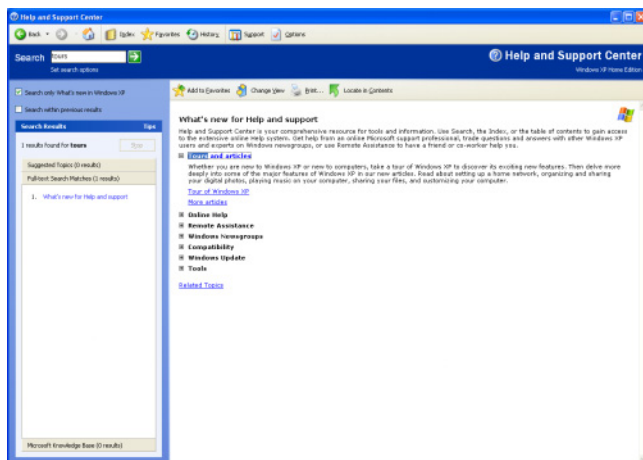 Help and Support Center
Back
Index
Favorites
History
Support
Options
Search
tours
Set search options
Help and Support Center
Windows XP Home Edition
Search only What's new in Windows XP
Search within previous results
Search Results
Tips
1 results found for tours
Suggested Topics (0 results)
Full-text Search Matches (1 results)
1. What's new for Help and support
Microsoft Knowledge Base (0 results)
Add to Favorites
Change View
Print...
Locate in Contents
What's new for Help and support
Help and Support Center is your comprehensive resource for tools and information. Use Search, the Index, or the table of contents to gain access
to the extensive online Help system. Get help from an online Microsoft support professional, trade questions and answers with other Windows XP
users and experts on Windows newsgroups, or use Remote Assistance to have a friend or co-worker help you.
Tours and articles
Whether you are new to Windows XP or new to computers, take a tour of Windows XP to discover its exciting new features. Then delve more
deeply into some of the major features of Windows XP in our new articles. Read about setting up a home network, organizing and sharing
your digital photos, playing music on your computer, sharing your files, and customizing your computer.
Tour of Windows XP
More articles
Online Help
Remote Assistance
Windows Newsgroups
Compatibility
Windows Update
Tools
Related Topics